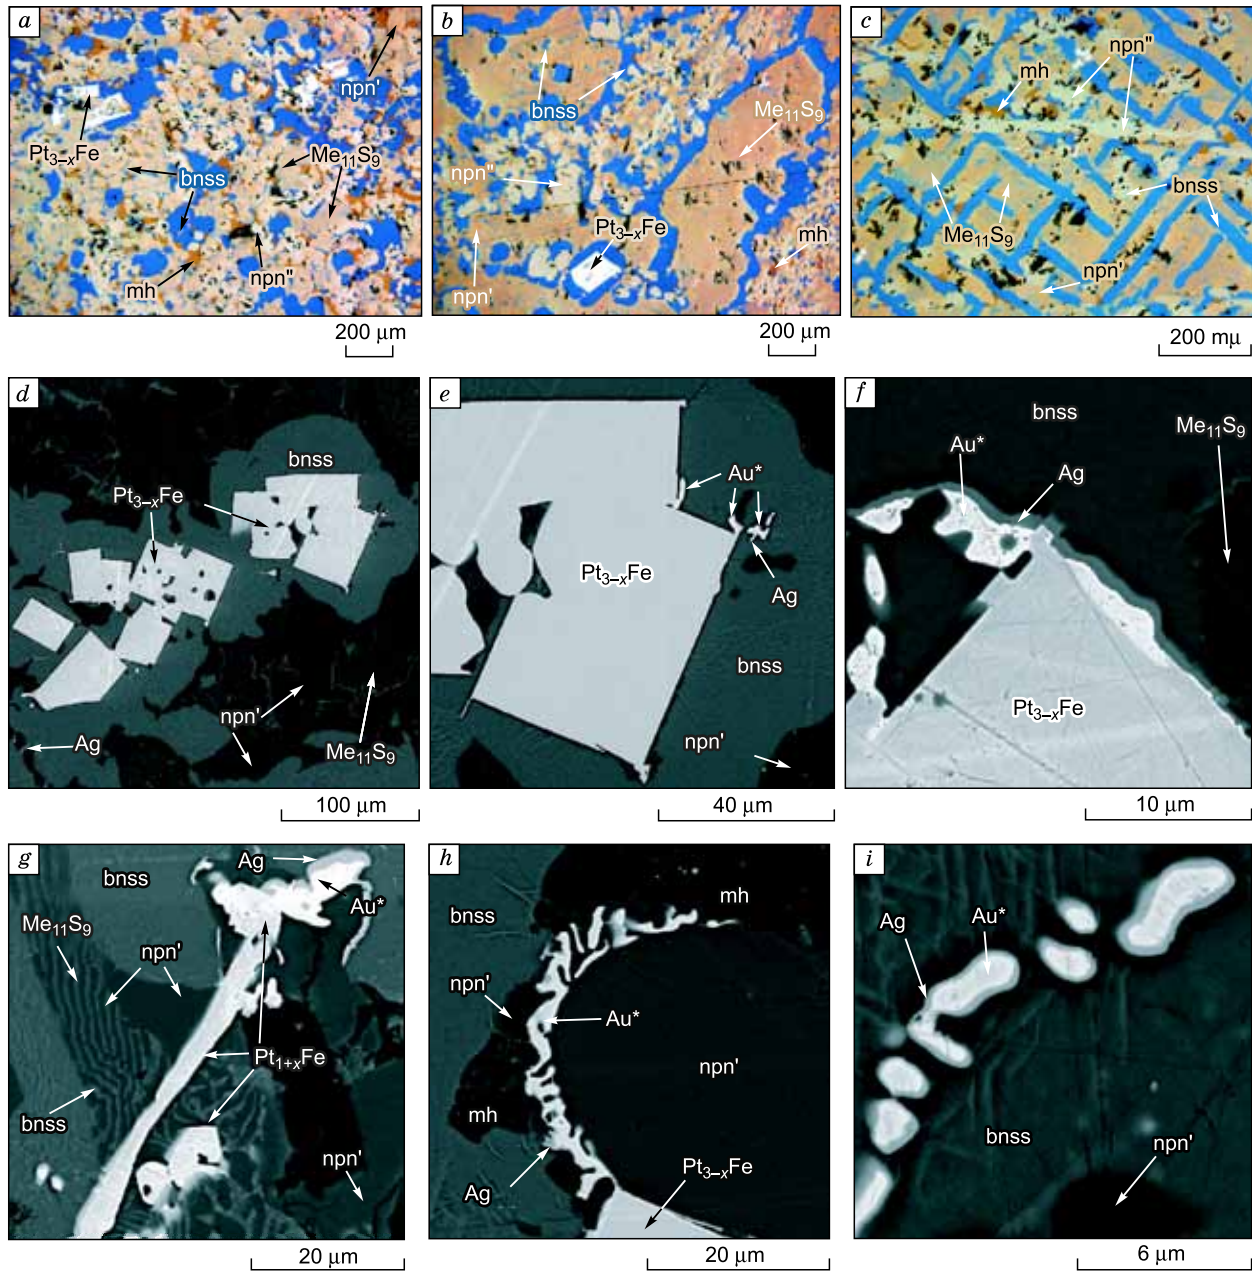 a
npn'
Pt3–xFe
Me11S9
bnss
mh
npn"
200 μm
b
bnss
Me11S9
npn"
Pt3–xFe
mh
npn'
200 μm
c
npn"
mh
bnss
Me11S9
npn'
200 mμ
d
bnss
Pt3–xFe
npn'
Ag
Me11S9
100 μm
e
Au*
Pt3–xFe
Ag
bnss
npn'
40 μm
f
bnss
Me11S9
Au*
Ag
Pt3–xFe
10 μm
g
Ag
bnss
Au*
Me11S9
npn'
Pt1+xFe
bnss
npn'
20 μm
h
mh
bnss
npn'
Au*
npn'
mh
Pt3–xFe
Ag
20 μm
i
Au*
Ag
bnss
npn'
6 μm